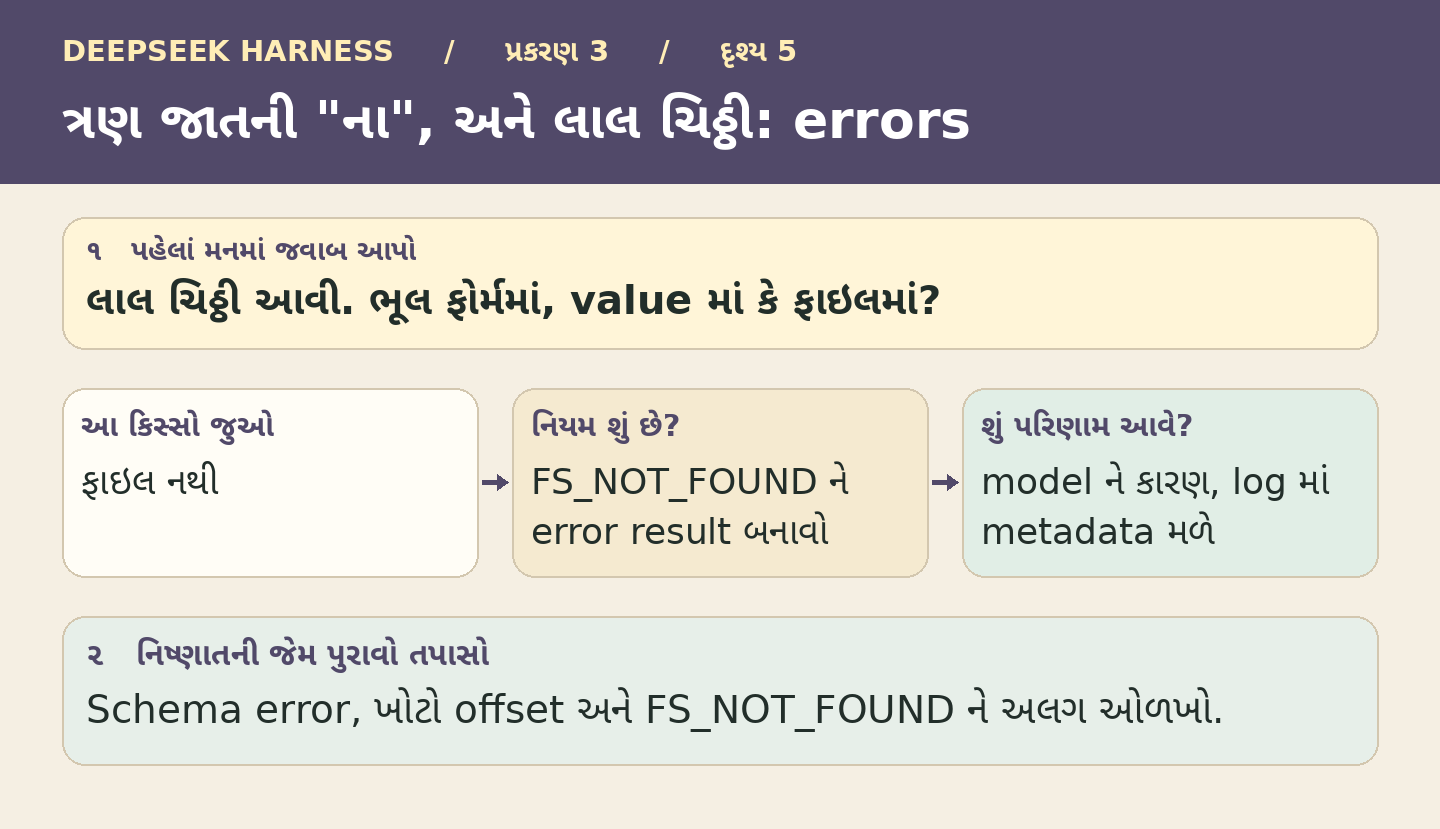 DEEPSEEK HARNESS / પ્રકરણ 3 / દૃશ્ય 5
ત્રણ જાતની "ના", અને લાલ ચિઠ્ઠી: errors
૧ પહેલાં મનમાં જવાબ આપો
લાલ ચિઠ્ઠી આવી. ભૂલ ફોર્મમાં, value માં કે ફાઇલમાં?
આ કિસ્સો જુઓ
ફાઇલ નથી
નિયમ શું છે?
FS_NOT_FOUND ને
error result બનાવો
શું પરિણામ આવે?
model ને કારણ, log માં
metadata મળે
૨ નિષ્ણાતની જેમ પુરાવો તપાસો
Schema error, ખોટો offset અને FS_NOT_FOUND ને અલગ ઓળખો.